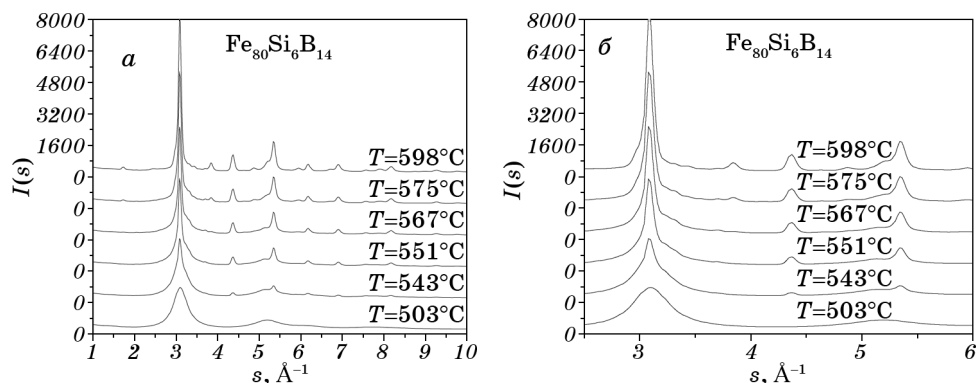 8000
6400
4800
3200
1600
0
0
0
0
0
0
I(s)
а
Fe₈₀Si₆B₁₄
T=598°C
T=575°C
T=567°C
T=551°C
T=543°C
T=503°C
1 2 3 4 5 6 7 8 9 10
s, Å⁻¹
8000
6400
4800
3200
1600
0
0
0
0
0
0
I(s)
б
Fe₈₀Si₆B₁₄
T=598°C
T=575°C
T=567°C
T=551°C
T=543°C
T=503°C
3 4 5 6
s, Å⁻¹